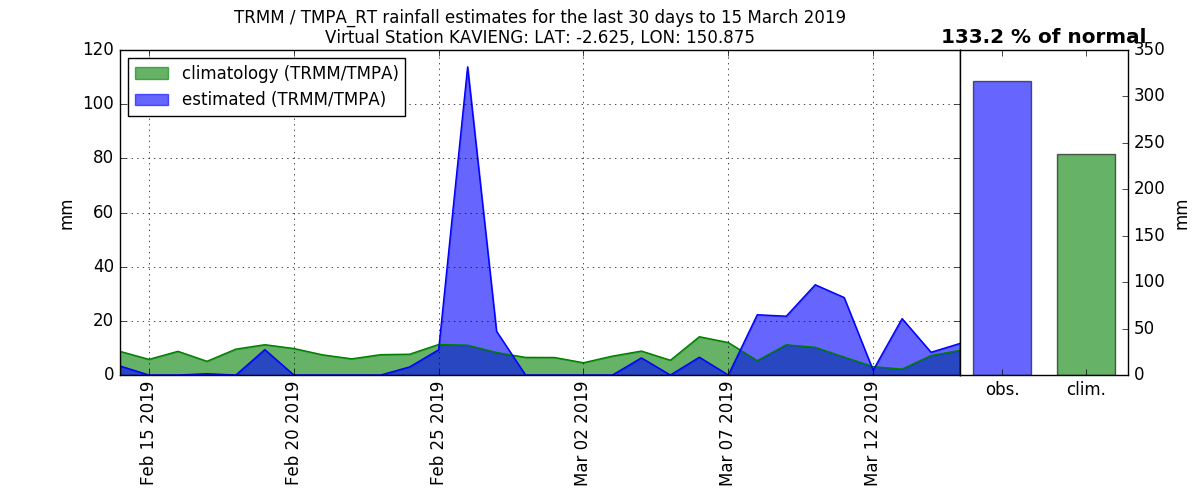 TRMM / TMPA_RT rainfall estimates for the last 30 days to 15 March 2019
Virtual Station KAVIENG: LAT: -2.625, LON: 150.875
133.2 % of normal
climatology (TRMM/TMPA)
estimated (TRMM/TMPA)
120
100
80
60
40
20
0
mm
Feb 15 2019
Feb 20 2019
Feb 25 2019
Mar 02 2019
Mar 07 2019
Mar 12 2019
350
300
250
200
150
100
50
0
mm
obs.
clim.